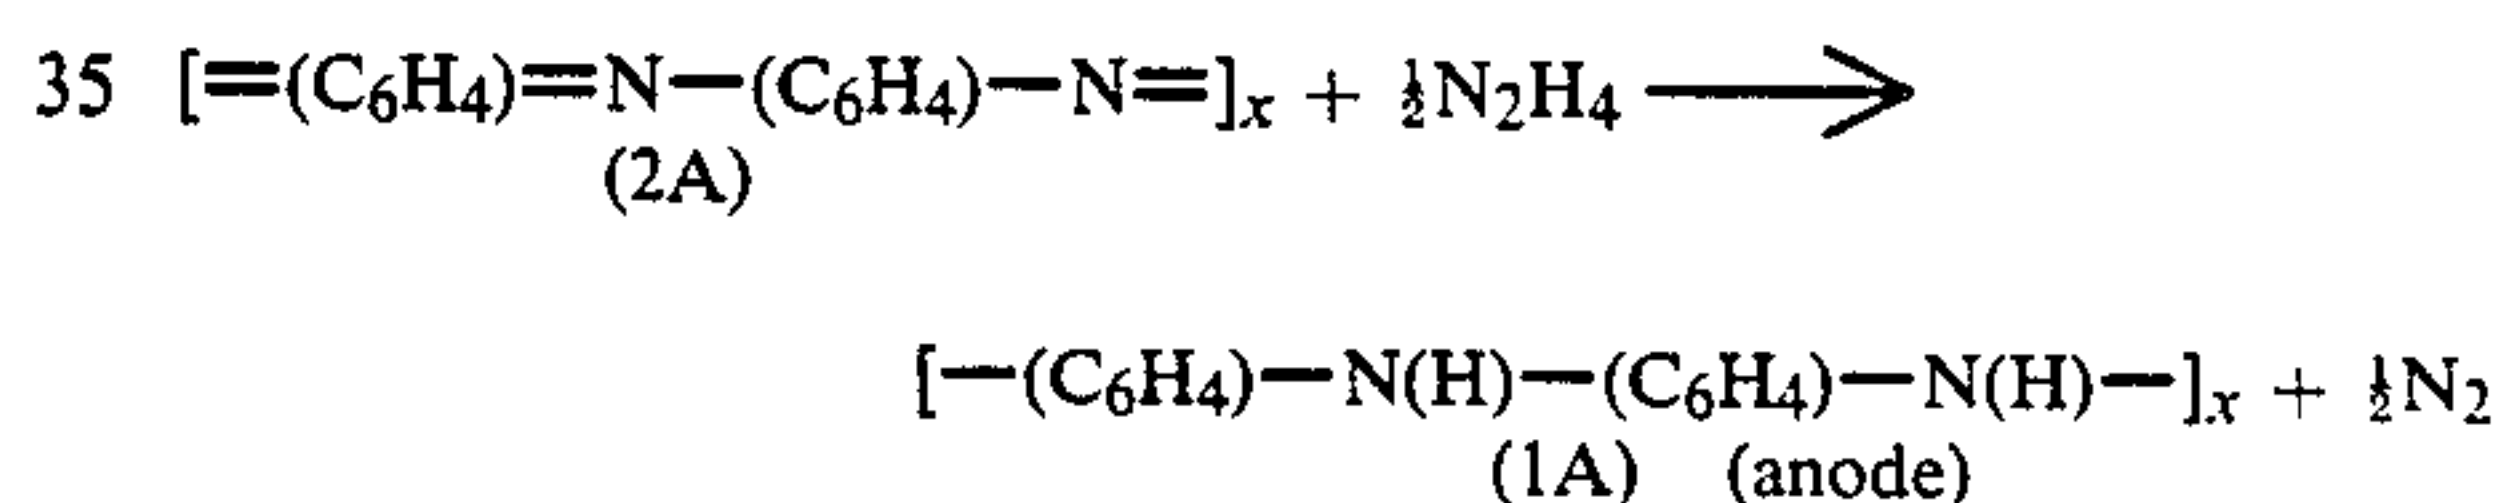 35 [=(C₆H₄)=N—(C₆H₄)—N=]ₓ + ½N₂H₄ ⟶
(2A)
[—(C₆H₄)—N(H)—(C₆H₄)—N(H)—]ₓ + ½N₂
(1A) (anode)